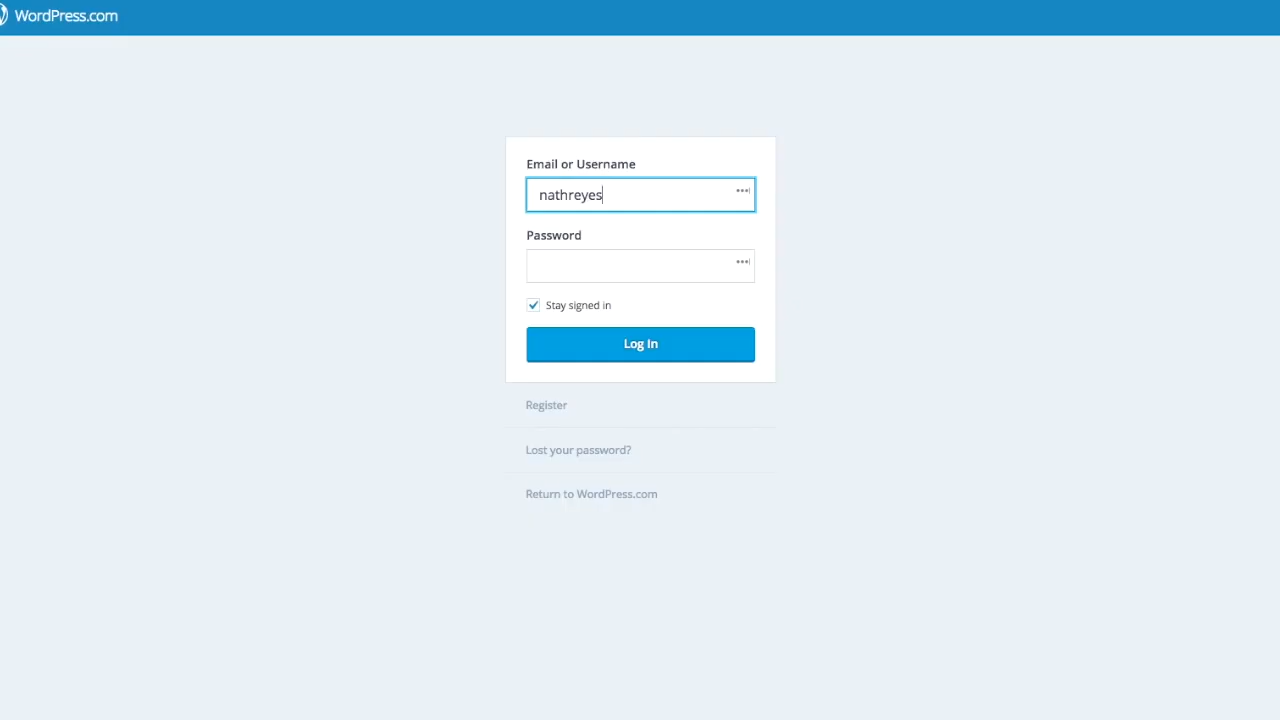 WordPress.com
Email or Username
nathreyes
Password
Stay signed in
Log In
Register
Lost your password?
Return to WordPress.com